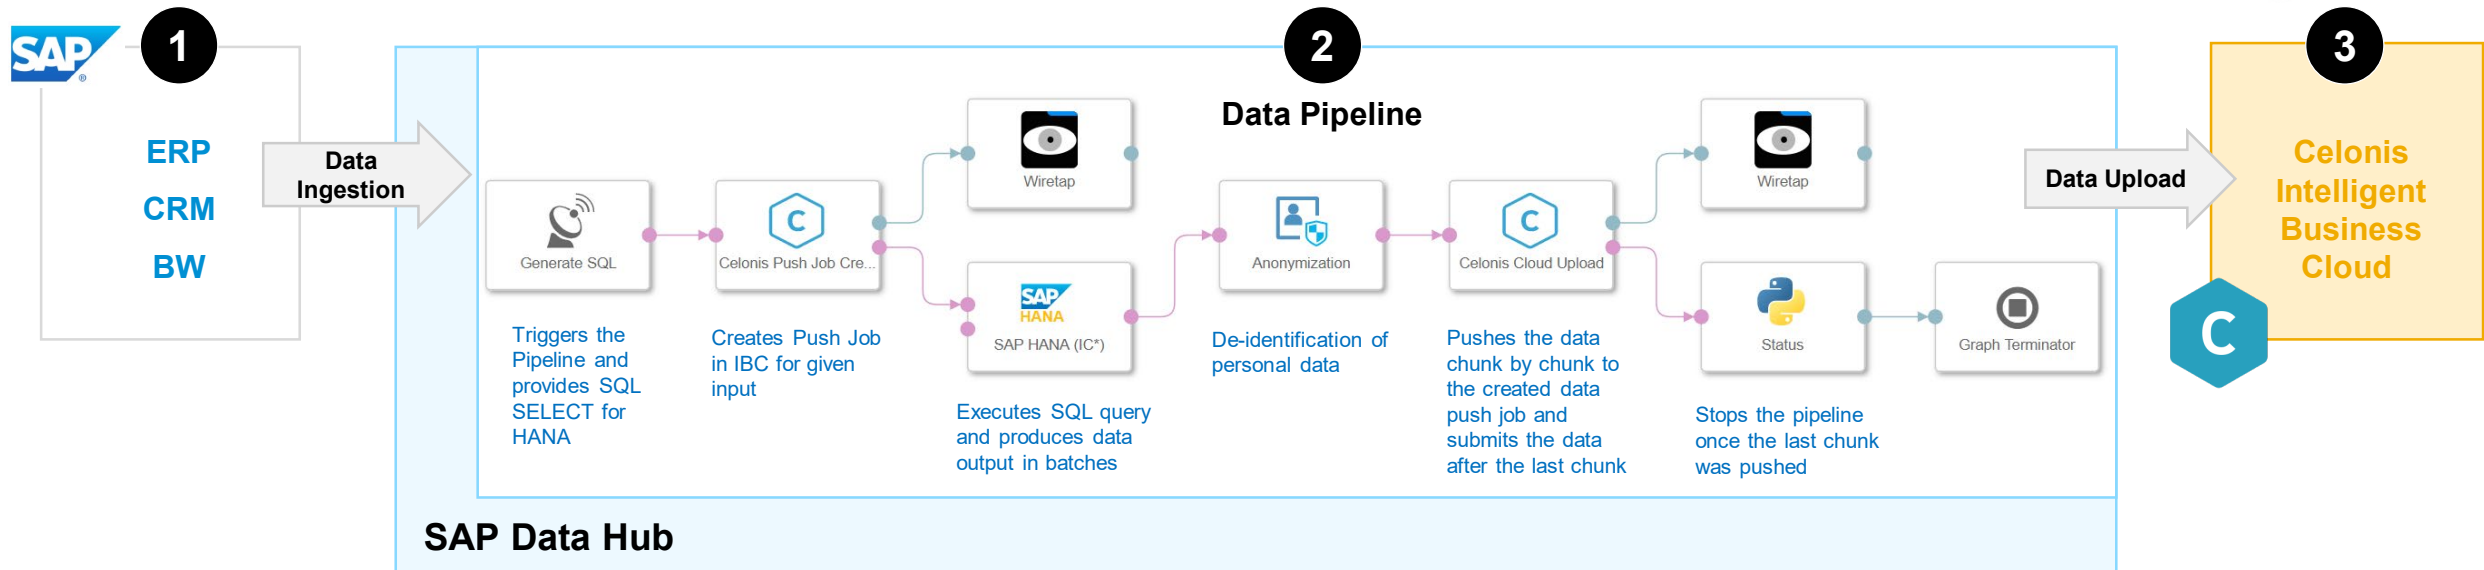 SAP
®
1
ERP
CRM
BW
Data
Ingestion
2
Data Pipeline
Generate SQL
Triggers the
Pipeline and
provides SQL
SELECT for
HANA
C
Celonis Push Job Cre...
Creates Push Job
in IBC for given
input
Wiretap
SAP
HANA
SAP HANA (IC*)
Executes SQL query
and produces data
output in batches
Anonymization
De-identification of
personal data
C
Celonis Cloud Upload
Pushes the data
chunk by chunk to
the created data
push job and
submits the data
after the last chunk
Wiretap
Status
Stops the pipeline
once the last chunk
was pushed
Graph Terminator
SAP Data Hub
Data Upload
3
Celonis
Intelligent
Business
Cloud
C